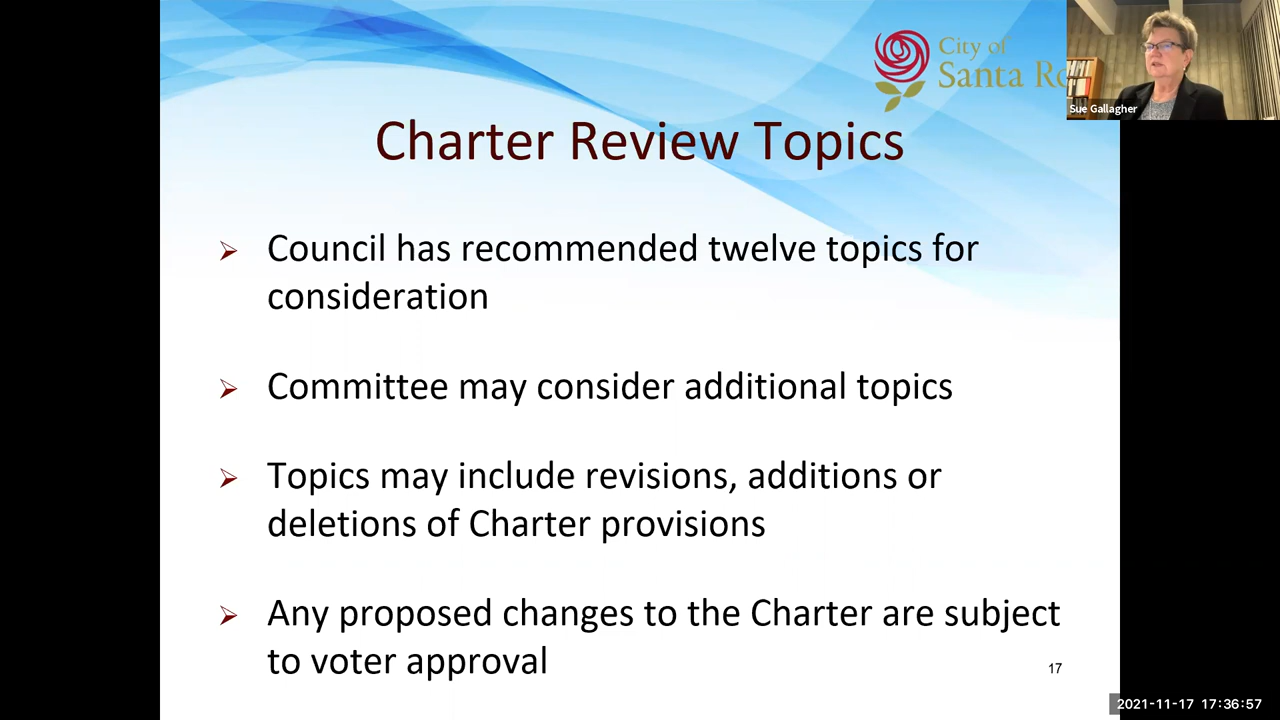 City of
Santa Ro
Sue Gallagher
Charter Review Topics
Council has recommended twelve topics for
consideration
Committee may consider additional topics
Topics may include revisions, additions or
deletions of Charter provisions
Any proposed changes to the Charter are subject
to voter approval
17
2021-11-17 17:36:57